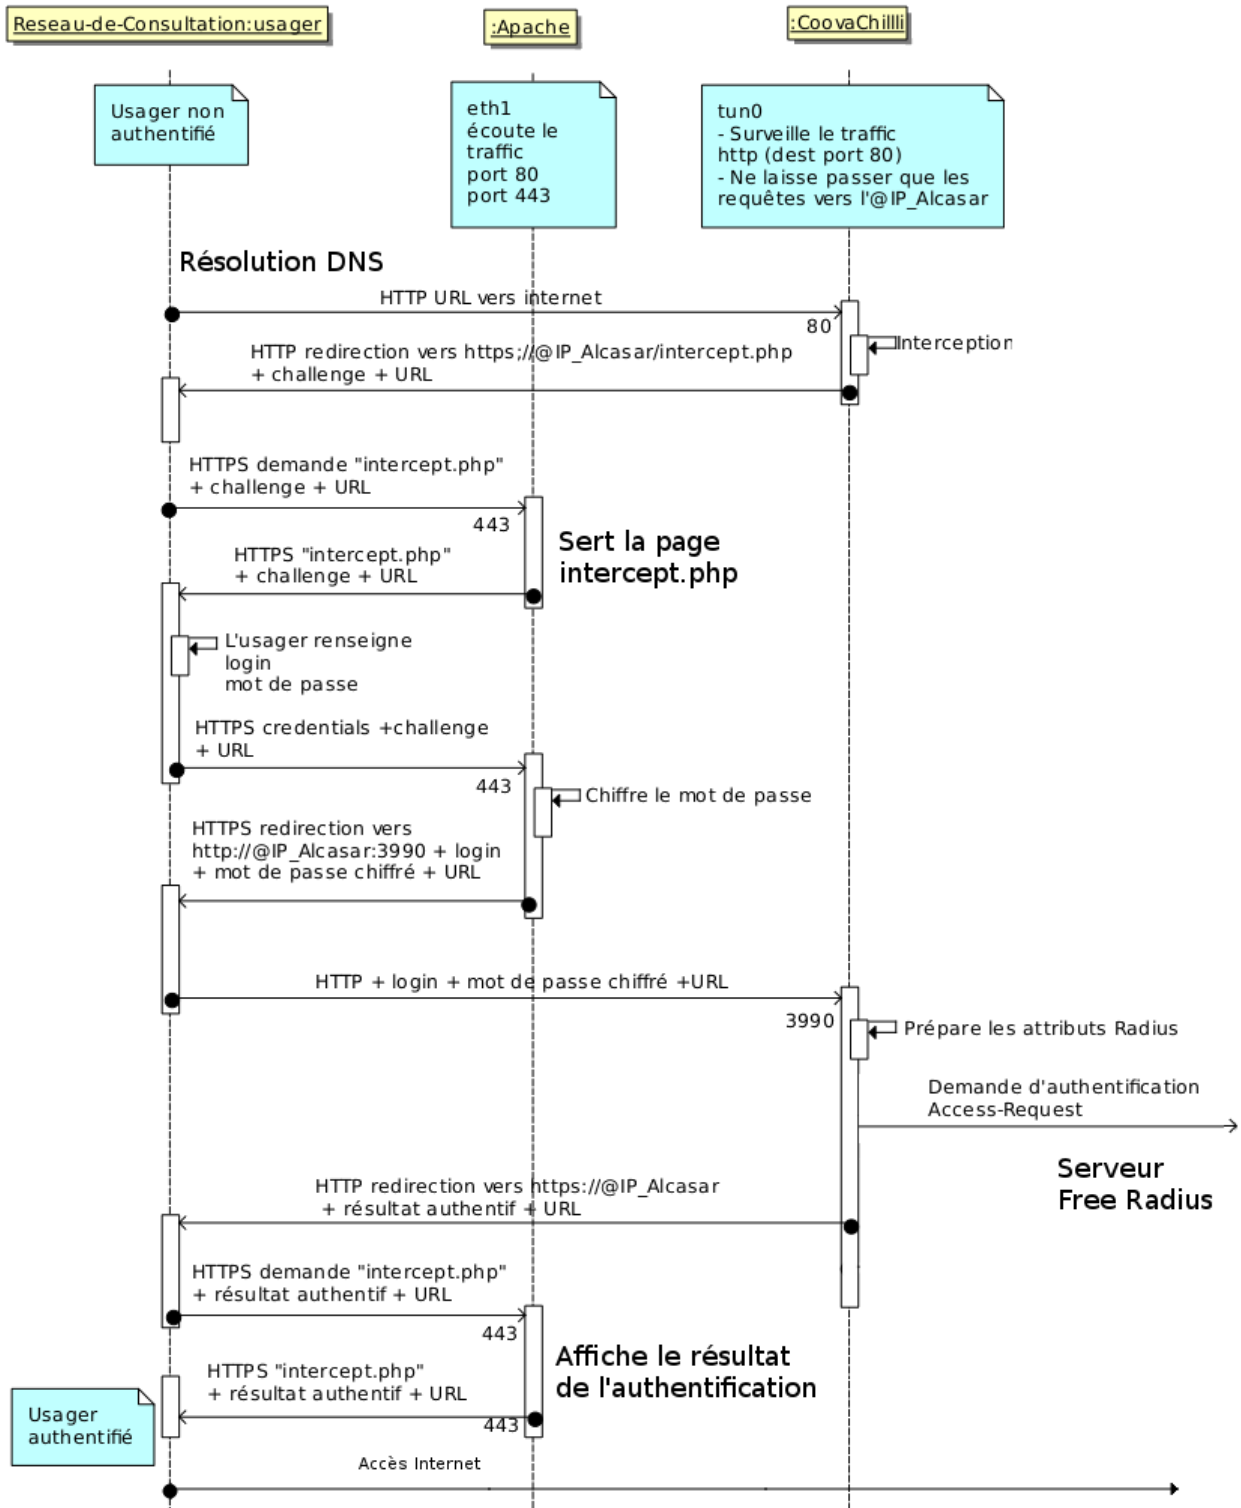 Reseau-de-Consultation:usager
:Apache
:CoovaChillli
Usager non
authentifié
eth1
écoute le
traffic
port 80
port 443
tun0
- Surveille le traffic
http (dest port 80)
- Ne laisse passer que les
requêtes vers l'@IP_Alcasar
Résolution DNS
HTTP URL vers internet
80
Interception
HTTP redirection vers https;//@IP_Alcasar/intercept.php
+ challenge + URL
HTTPS demande "intercept.php"
+ challenge + URL
443
Sert la page
intercept.php
HTTPS "intercept.php"
+ challenge + URL
L'usager renseigne
login
mot de passe
HTTPS credentials +challenge
+ URL
443
Chiffre le mot de passe
HTTPS redirection vers
http://@IP_Alcasar:3990 + login
+ mot de passe chiffré + URL
HTTP + login + mot de passe chiffré +URL
3990
Prépare les attributs Radius
Demande d'authentification
Access-Request
Serveur
Free Radius
HTTP redirection vers https://@IP_Alcasar
+ résultat authentif + URL
HTTPS demande "intercept.php"
+ résultat authentif + URL
443
Affiche le résultat
de l'authentification
HTTPS "intercept.php"
+ résultat authentif + URL
443
Usager
authentifié
Accès Internet